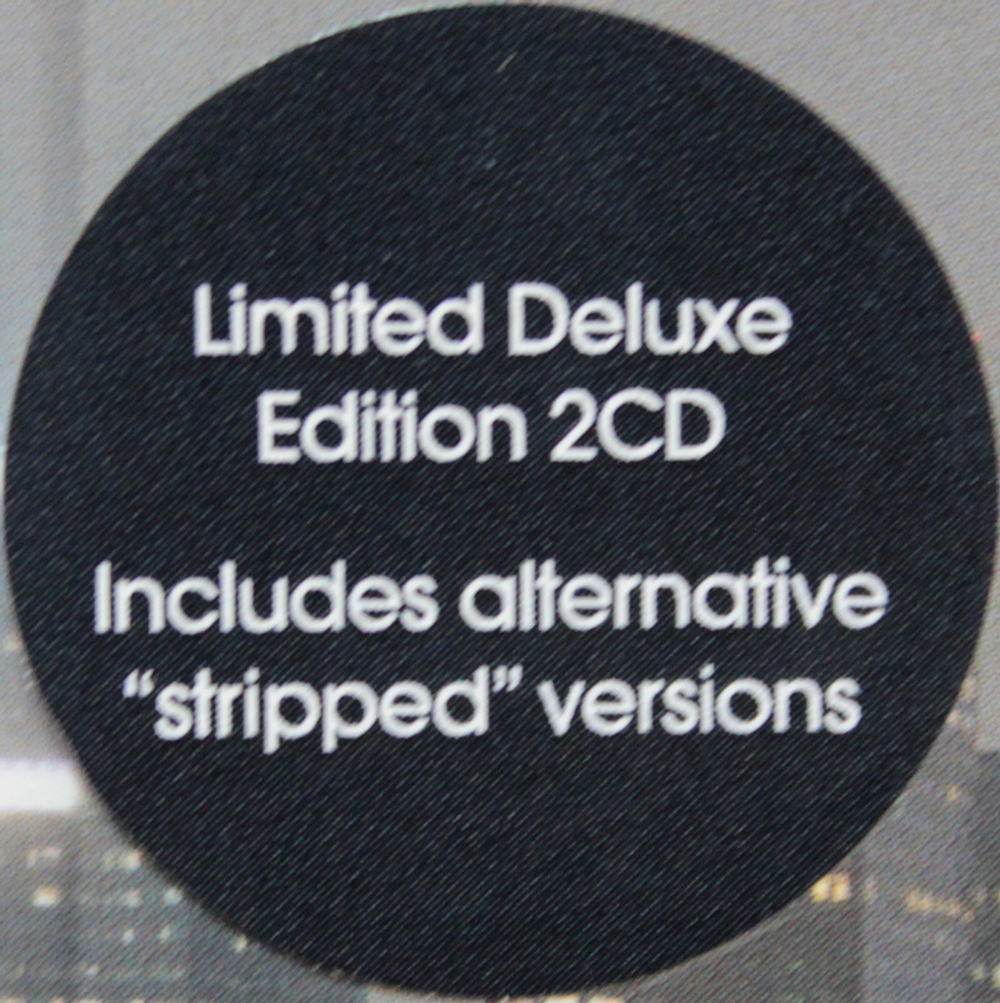 Limited Deluxe
Edition 2CD
Includes alternative
“stripped” versions